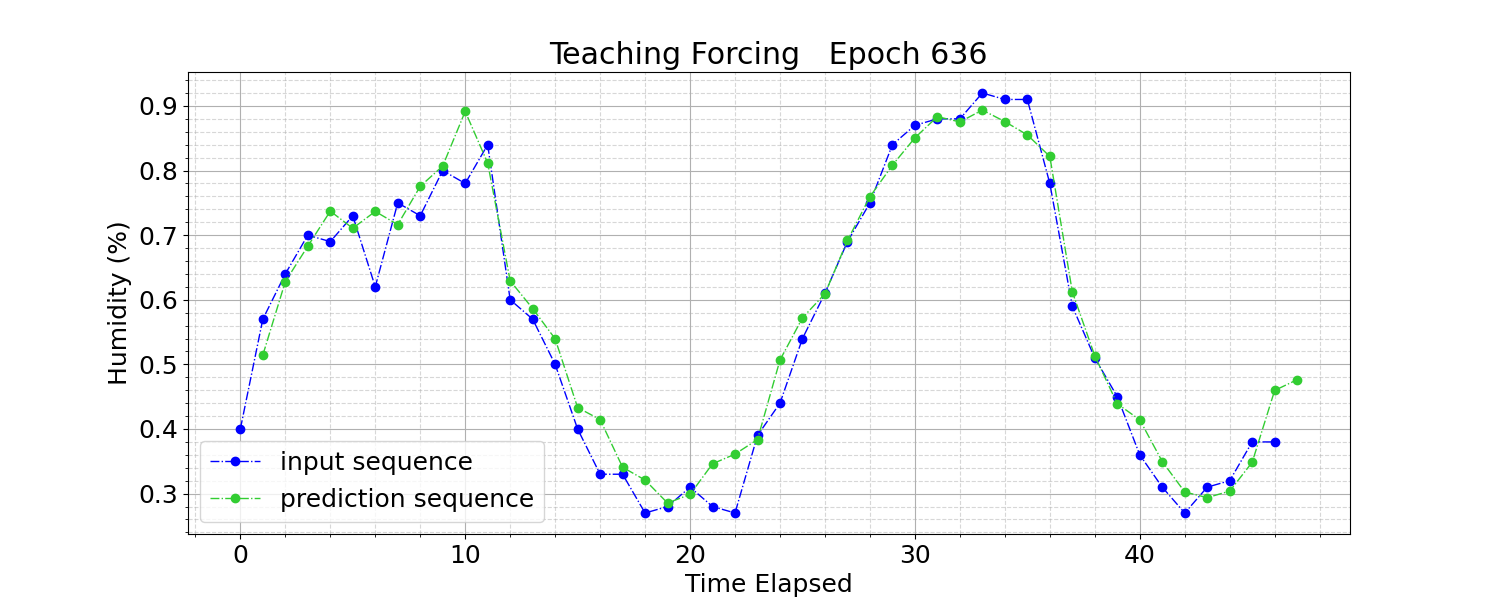 Teaching Forcing   Epoch 636
Humidity (%)
0.9
0.8
0.7
0.6
0.5
0.4
0.3
input sequence
prediction sequence
0 10 20 30 40
Time Elapsed